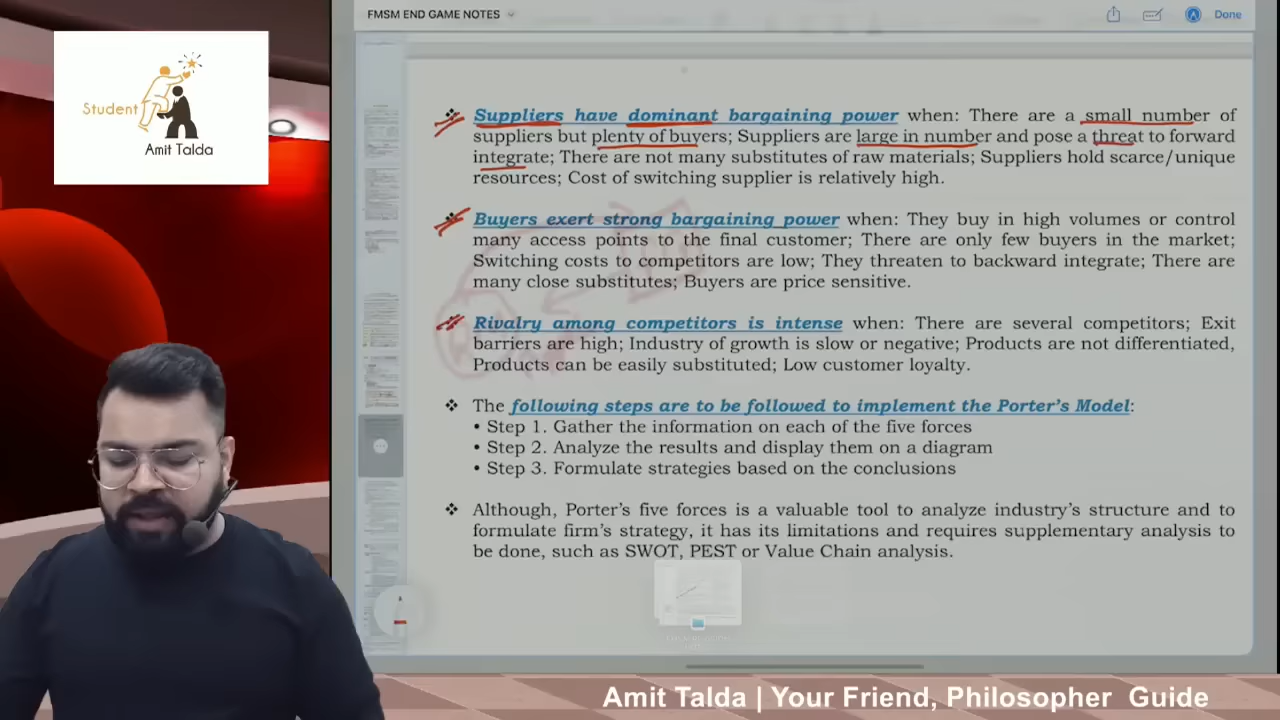 FMSM END GAME NOTES
Done
Student
Amit Talda
❖ Suppliers have dominant bargaining power when: There are a small number of
suppliers but plenty of buyers; Suppliers are large in number and pose a threat to forward
integrate; There are not many substitutes of raw materials; Suppliers hold scarce/unique
resources; Cost of switching supplier is relatively high.
❖ Buyers exert strong bargaining power when: They buy in high volumes or control
many access points to the final customer; There are only few buyers in the market;
Switching costs to competitors are low; They threaten to backward integrate; There are
many close substitutes; Buyers are price sensitive.
❖ Rivalry among competitors is intense when: There are several competitors; Exit
barriers are high; Industry of growth is slow or negative; Products are not differentiated,
Products can be easily substituted; Low customer loyalty.
❖ The following steps are to be followed to implement the Porter's Model:
• Step 1. Gather the information on each of the five forces
• Step 2. Analyze the results and display them on a diagram
• Step 3. Formulate strategies based on the conclusions
❖ Although, Porter's five forces is a valuable tool to analyze industry's structure and to
formulate firm's strategy, it has its limitations and requires supplementary analysis to
be done, such as SWOT, PEST or Value Chain analysis.
Amit Talda | Your Friend, Philosopher Guide